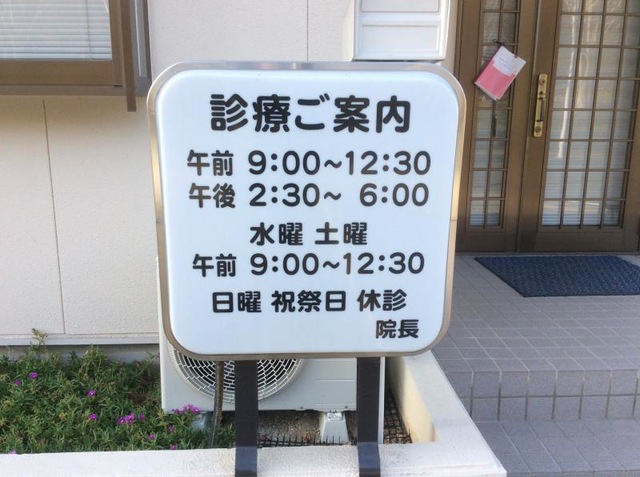 診療ご案内
午前 9:00~12:30
午後 2:30~ 6:00
水曜 土曜
午前 9:00~12:30
日曜 祝祭日 休診
院長